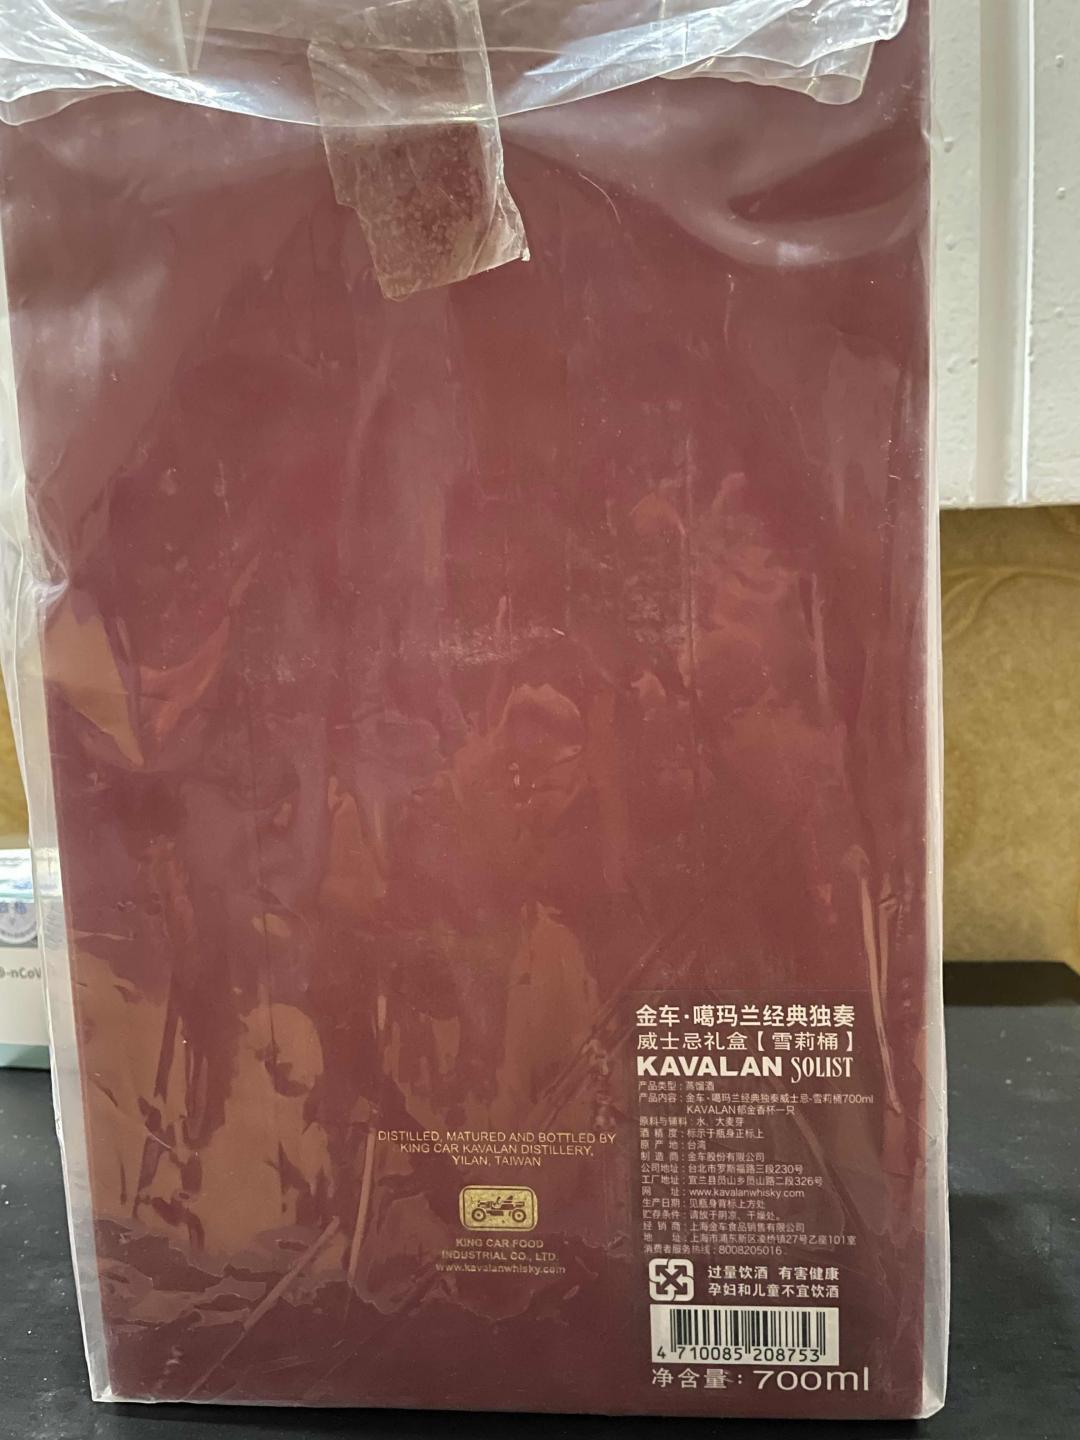 金车·噶玛兰经典独奏
威士忌礼盒【雪莉桶】
KAVALAN SOLIST
产品类型：蒸馏酒
产品内容：金车·噶玛兰经典独奏威士忌-雪莉桶700ml
KAVALAN郁金香杯一只
原料与辅料：水、大麦芽
酒精度：标示于瓶身正标上
原产地：台湾
制造商：金车股份有限公司
公司地址：台北市罗斯福路三段230号
工厂地址：宜兰县员山乡员山路二段326号
网址：www.kavalanwhisky.com
生产日期：见瓶身背标上方处
贮存条件：请放于阴凉、干燥处。
经销商：上海金车食品销售有限公司
地址：上海市浦东新区凌桥镇27号乙座101室
消费者服务热线：8008205016
过量饮酒 有害健康
孕妇和儿童不宜饮酒
4 710085 208753
净含量：700ml
DISTILLED, MATURED AND BOTTLED BY
KING CAR KAVALAN DISTILLERY,
YILAN, TAIWAN
KING CAR FOOD
INDUSTRIAL CO., LTD.
www.kavalanwhisky.com
-nCoV